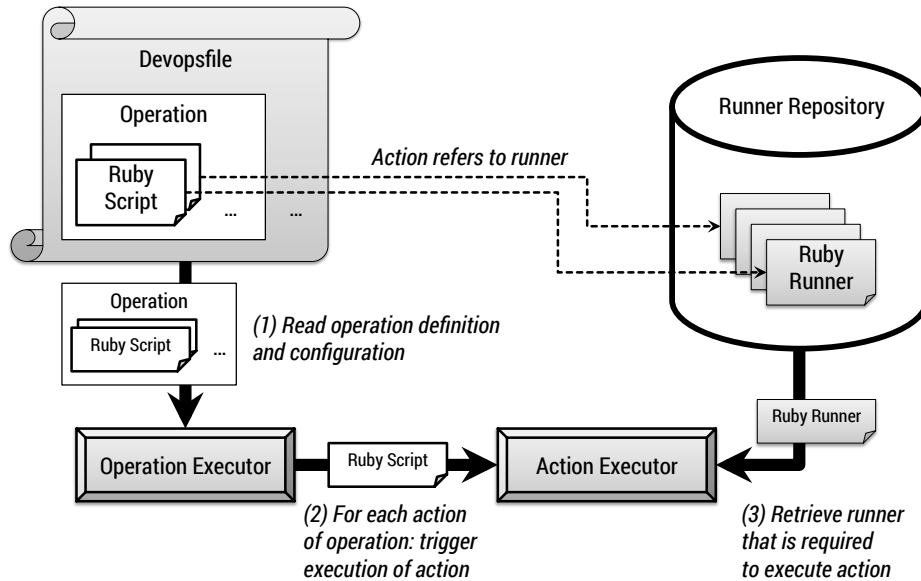 Devopsfile
Operation
Ruby
Script
...
...
Action refers to runner
Runner Repository
Ruby
Runner
Operation
Ruby Script
...
(1) Read operation definition
and configuration
Ruby Runner
Operation Executor
Ruby Script
Action Executor
(2) For each action
of operation: trigger
execution of action
(3) Retrieve runner
that is required
to execute action